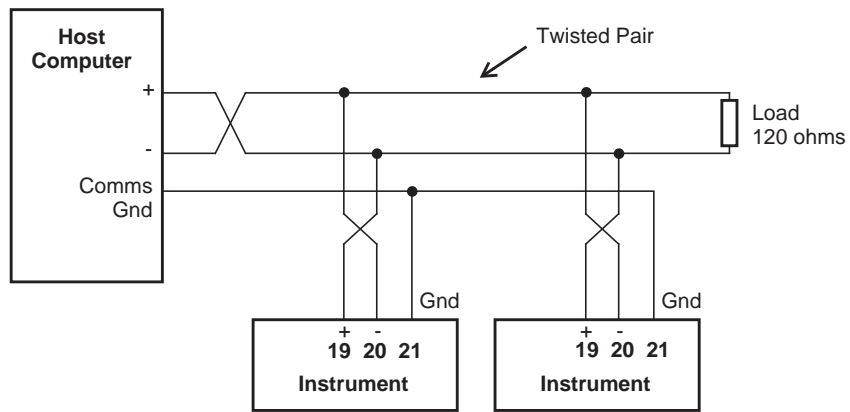 Host
Computer
Twisted Pair
+
-
Load
120 ohms
Comms
Gnd
Gnd
Gnd
+ -
19 20 21
Instrument
+ -
19 20 21
Instrument